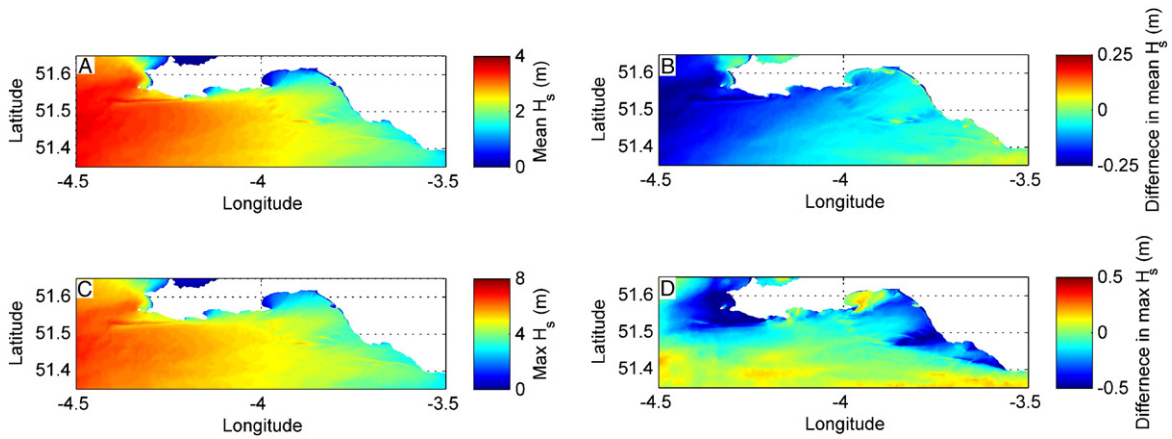 A
51.6
51.5
51.4
Latitude
-4.5
-4
-3.5
Longitude
4
2
0
Mean Hs (m)
B
51.6
51.5
51.4
Latitude
-4.5
-4
-3.5
Longitude
0.25
0
-0.25
Differnece in mean Hs (m)
C
51.6
51.5
51.4
Latitude
-4.5
-4
-3.5
Longitude
8
4
0
Max Hs (m)
D
51.6
51.5
51.4
Latitude
-4.5
-4
-3.5
Longitude
0.5
0
-0.5
Differnece in max Hs (m)